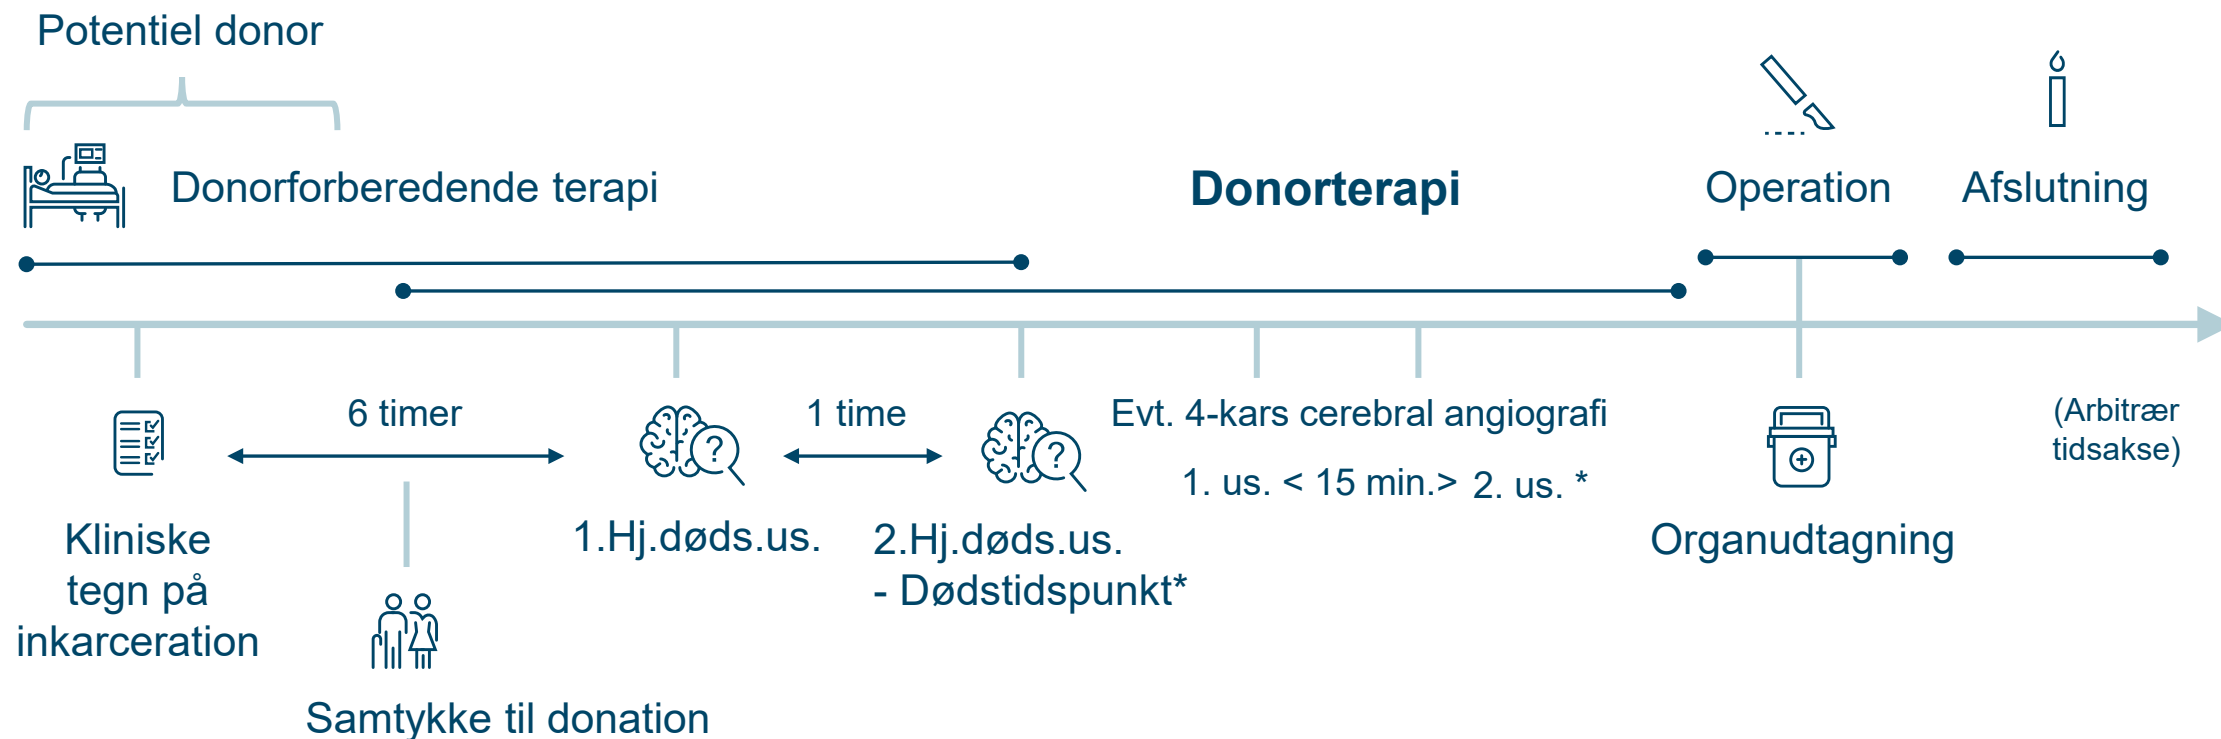 Potentiel donor
Donorforberedende terapi
Donorterapi
Operation
Afslutning
6 timer
1 time
Evt. 4-kars cerebral angiografi
1. us. < 15 min.> 2. us. *
(Arbitrær
tidsakse)
?
?
Kliniske
tegn på
inkarceration
1.Hj.døds.us.
2.Hj.døds.us.
- Dødstidspunkt*
Organudtagning
Samtykke til donation